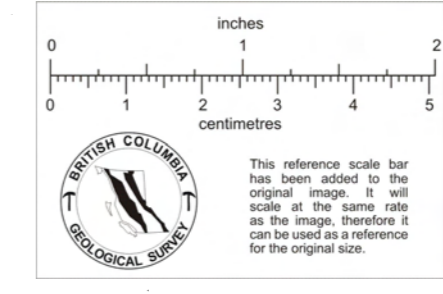 inches
0 1 2
0 1 2 3 4 5
centimetres
BRITISH COLUMBIA
GEOLOGICAL SURVEY
This reference scale bar
has been added to the
original image. It will
scale at the same rate
as the image, therefore it
can be used as a reference
for the original size.